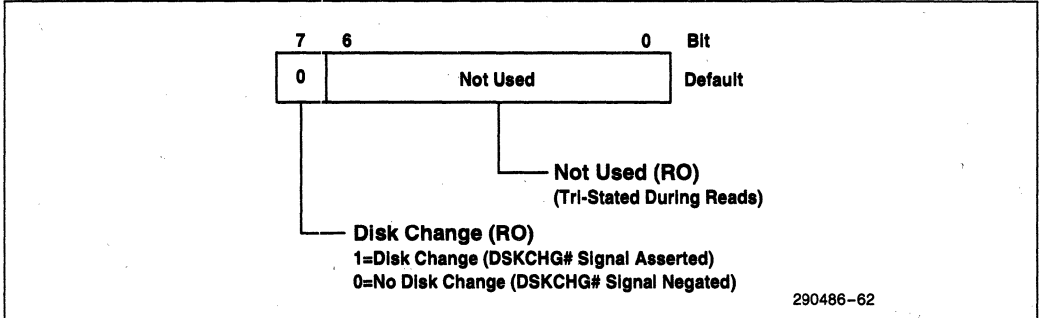 7 6 0 Bit
0 Not Used Default
Not Used (RO)
(Tri-Stated During Reads)
Disk Change (RO)
1=Disk Change (DSKCHG# Signal Asserted)
0=No Disk Change (DSKCHG# Signal Negated)
290486-62